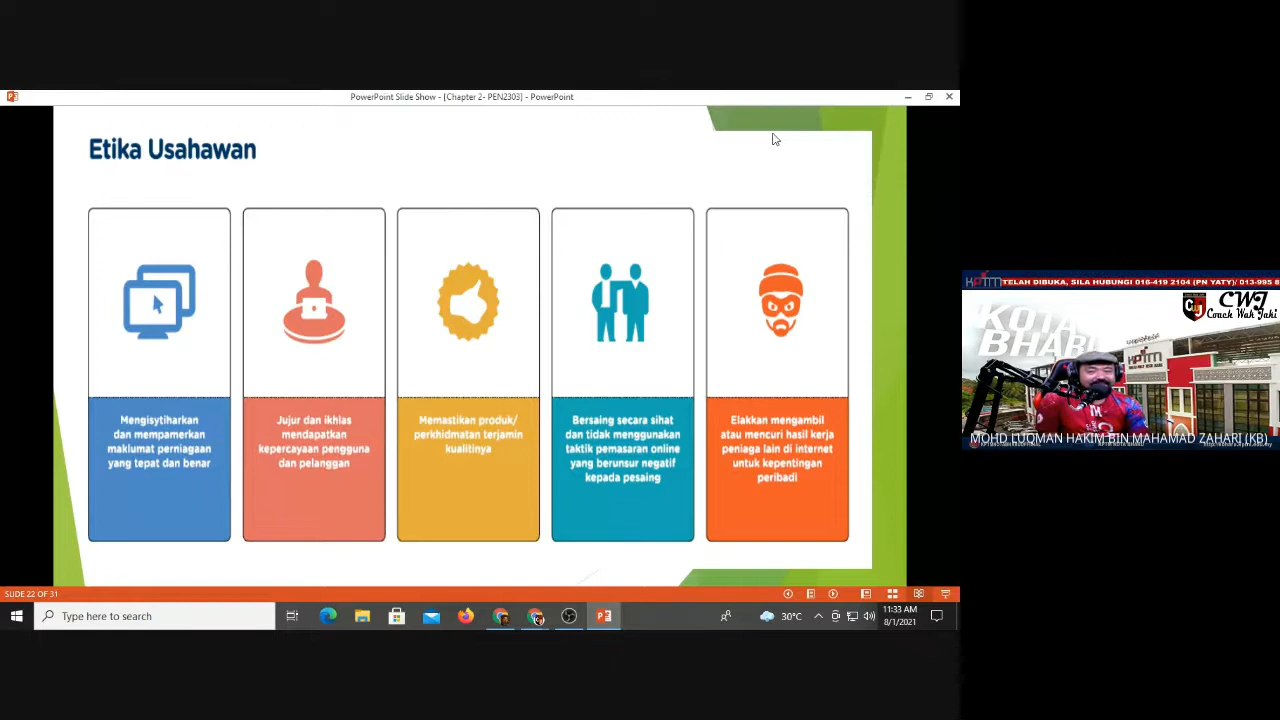 PowerPoint Slide Show - [Chapter 2- PEN2303] - PowerPoint
Etika Usahawan
Mengisytiharkan
dan mempamerkan
maklumat perniagaan
yang tepat dan benar
Jujur dan ikhlas
mendapatkan
kepercayaan pengguna
dan pelanggan
Memastikan produk/
perkhidmatan terjamin
kualitinya
Bersaing secara sihat
dan tidak menggunakan
taktik pemasaran online
yang berunsur negatif
kepada pesaing
Elakkan mengambil
atau mencuri hasil kerja
peniaga lain di internet
untuk kepentingan
peribadi
TELAH DIBUKA, SILA HUBUNGI 016-419 2104 (PN YATY)/ 013-995 8
CWJ
Coach Wak Jaki
KOTA
BHARU
KPTM
MOHD LUQMAN HAKIM BIN MAHAMAD ZAHARI (KB)
SLIDE 22 OF 31
Type here to search
30°C
11:33 AM
8/1/2021